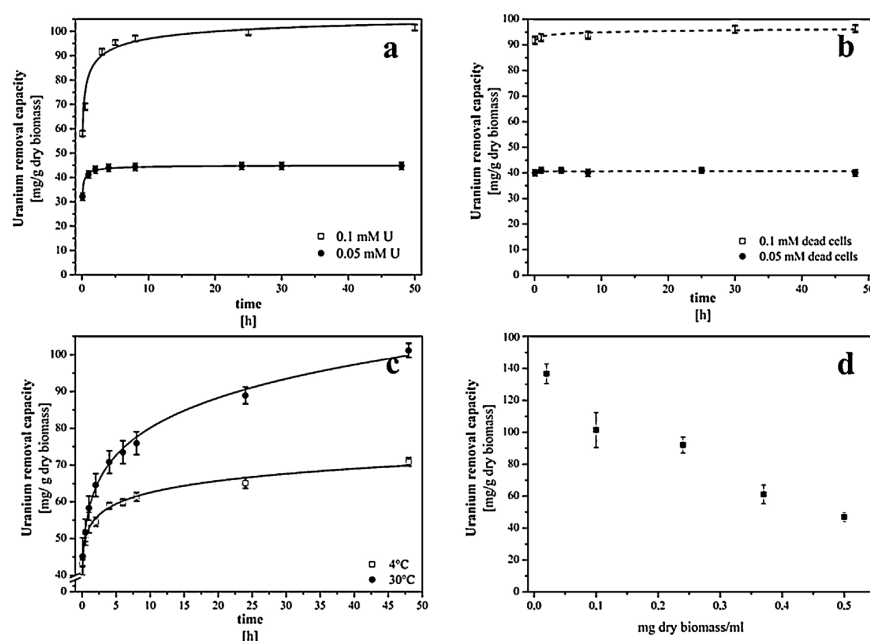 a
Uranium removal capacity
[mg/g dry biomass]
100
90
80
70
60
50
40
30
20
10
0
0 10 20 30 40 50
time
[h]
0.1 mM U
0.05 mM U
b
Uranium removal capacity
[mg/g dry biomass]
100
90
80
70
60
50
40
30
20
10
0
0 10 20 30 40 50
time
[h]
0.1 mM dead cells
0.05 mM dead cells
c
Uranium removal capacity
[mg/ g dry biomass]
100
90
80
70
60
50
40
0
0 5 10 15 20 25 30 35 40 45 50
time
[h]
4°C
30°C
d
Uranium removal capacity
[mg/g dry biomass]
160
140
120
100
80
60
40
20
0
0.0 0.1 0.2 0.3 0.4 0.5
mg dry biomass/ml